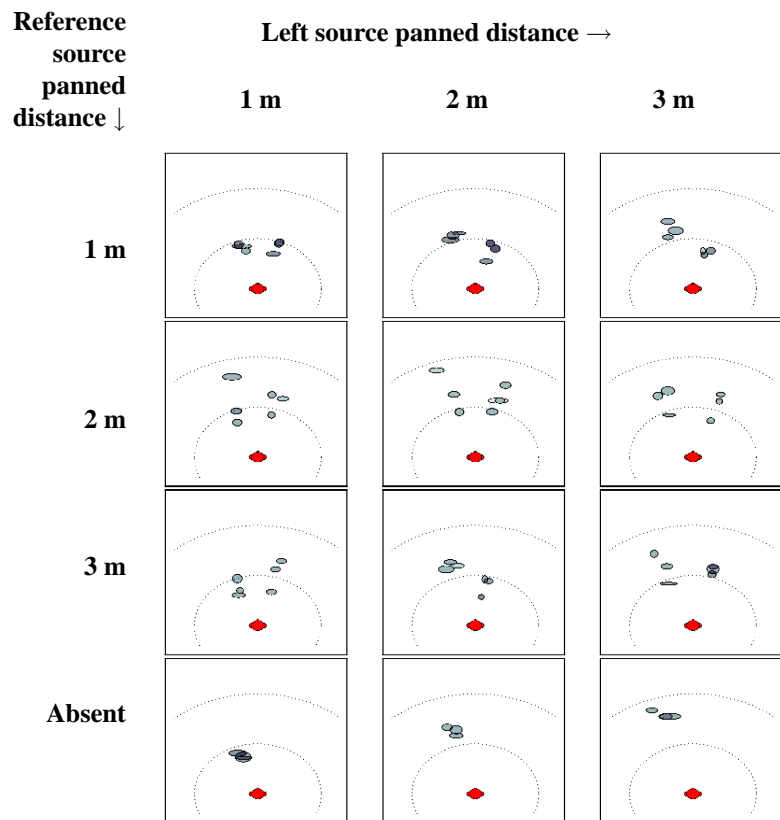 Reference
source
panned
distance ↓
Left source panned distance →
1 m
2 m
3 m
1 m
2 m
3 m
Absent